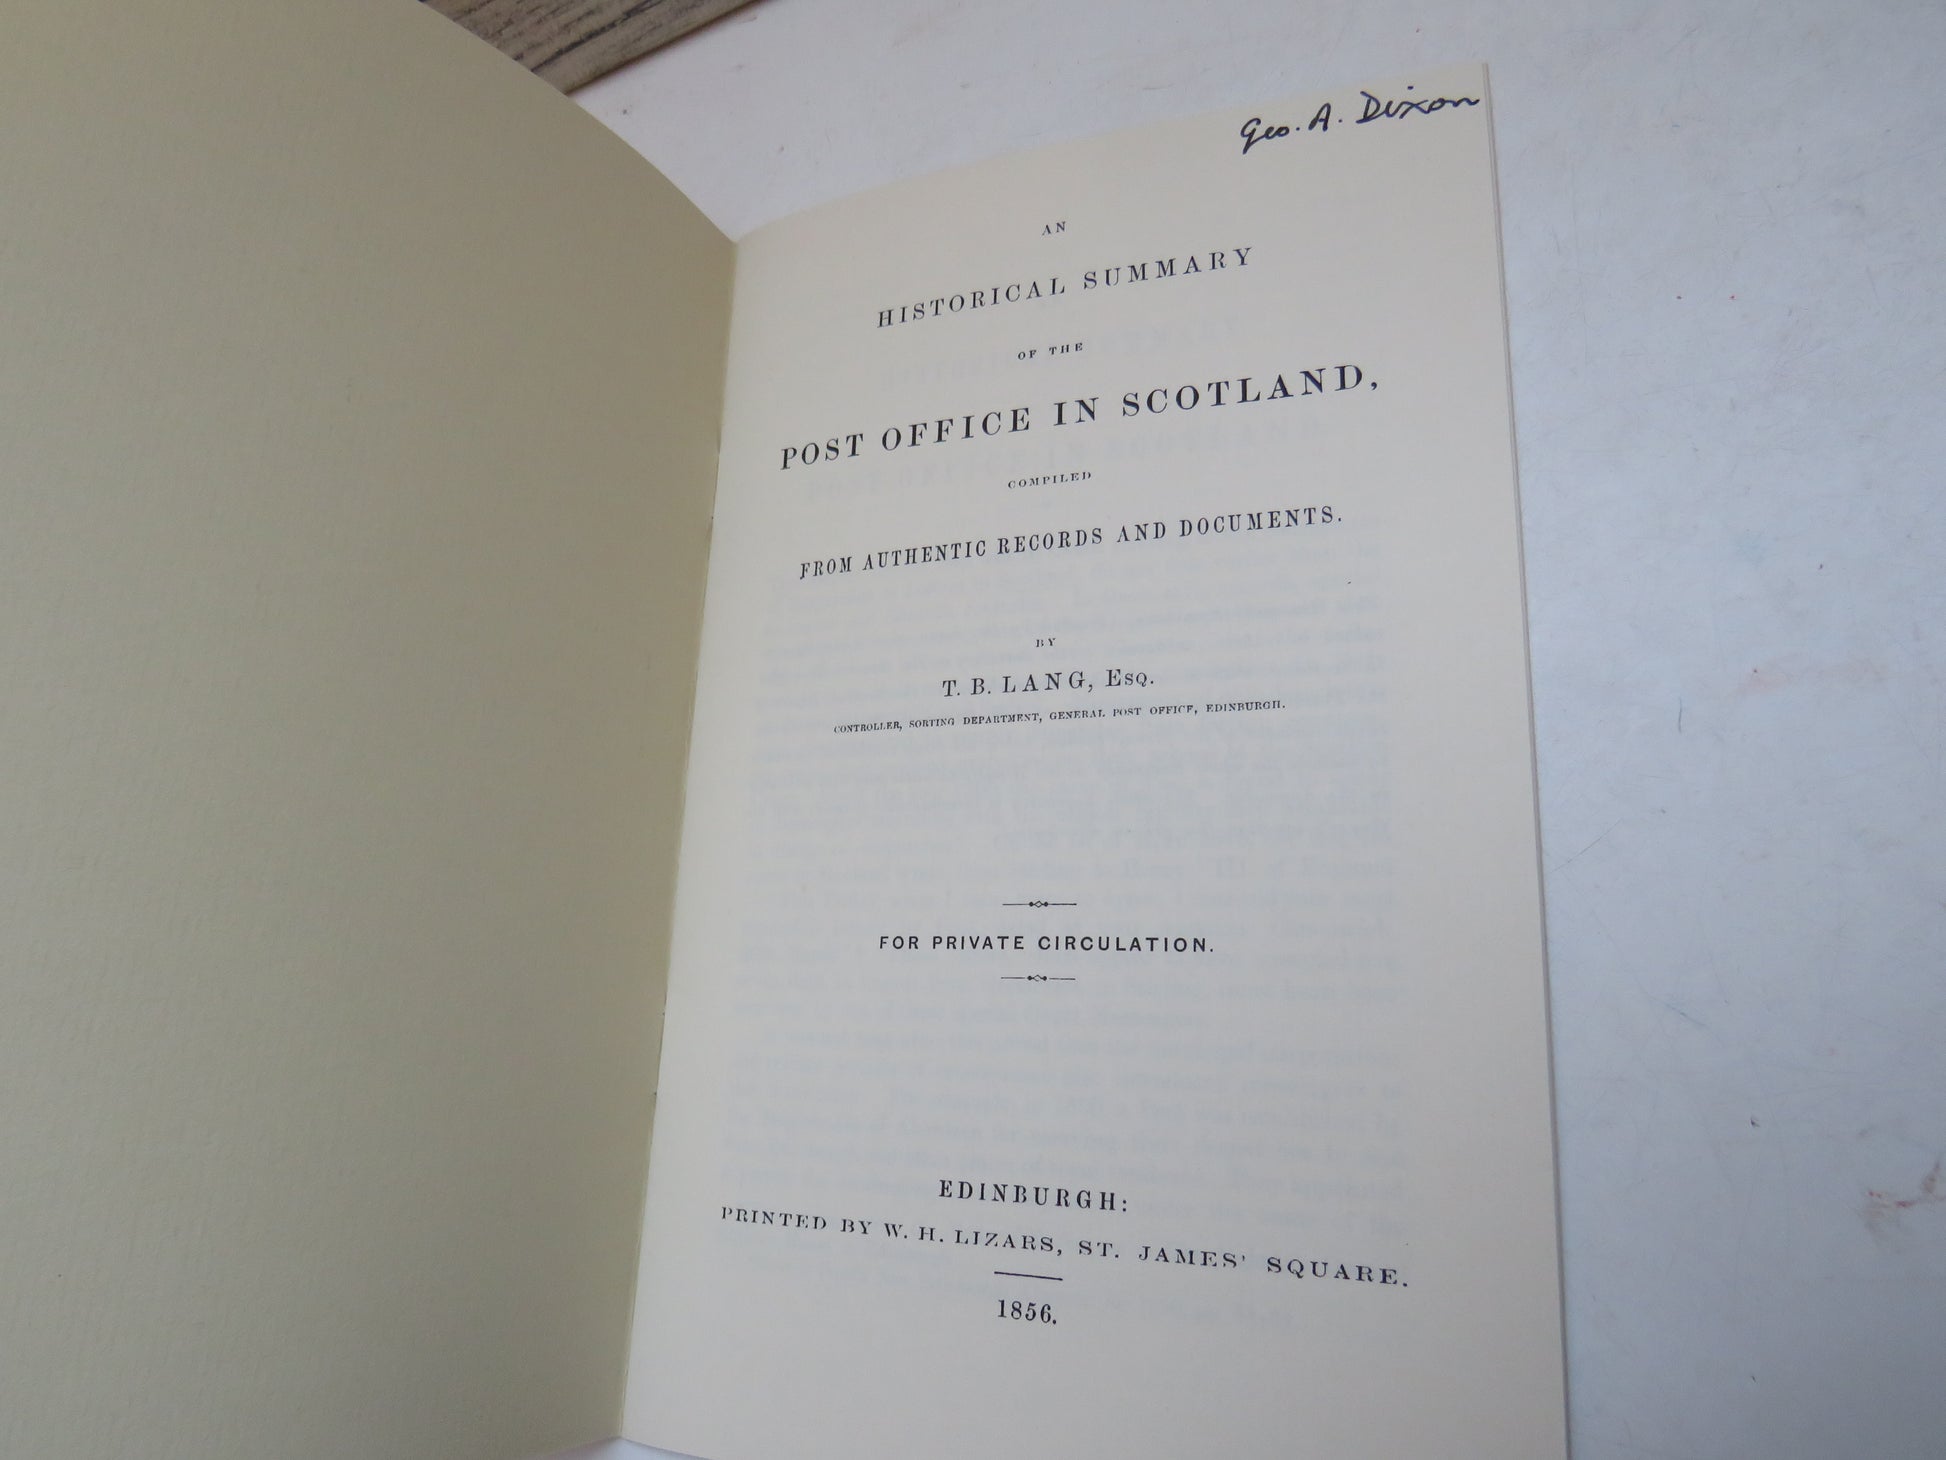 Geo. A. Dixon
AN
HISTORICAL SUMMARY
OF THE
POST OFFICE IN SCOTLAND,
COMPILED
FROM AUTHENTIC RECORDS AND DOCUMENTS.
BY
T. B. LANG, ESQ.
CONTROLLER, SORTING DEPARTMENT, GENERAL POST OFFICE, EDINBURGH.
FOR PRIVATE CIRCULATION.
EDINBURGH:
PRINTED BY W. H. LIZARS, ST. JAMES' SQUARE.
1856.